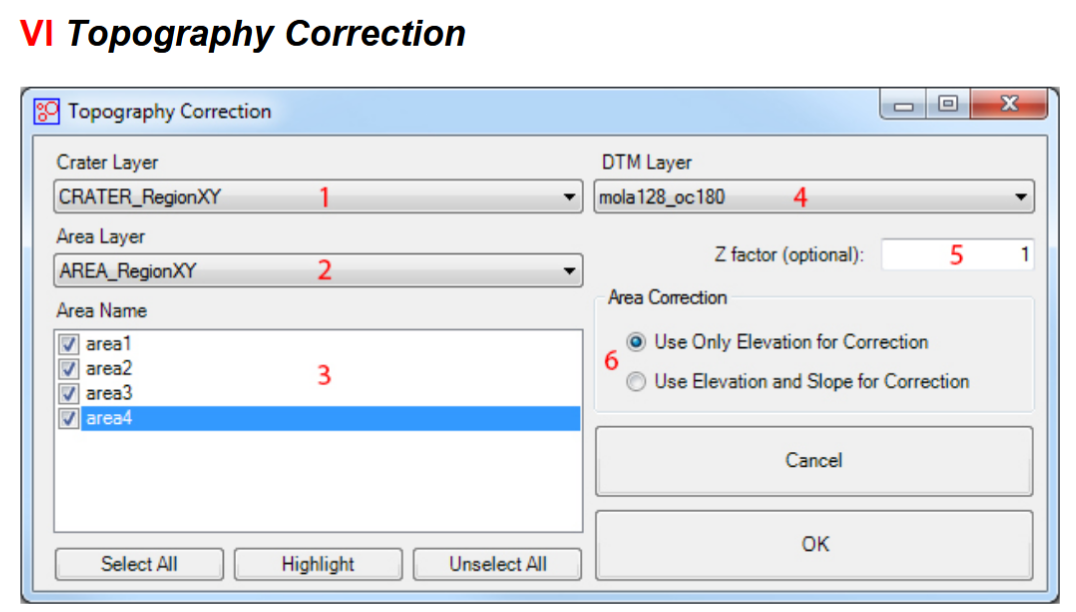 VI Topography Correction
Topography Correction
Crater Layer
CRATER_RegionXY 1
Area Layer
AREA_RegionXY 2
Area Name
area1
area2
area3
area4
3
Select All
Highlight
Unselect All
DTM Layer
mola128_oc180 4
Z factor (optional): 5 1
Area Correction
6
Use Only Elevation for Correction
Use Elevation and Slope for Correction
Cancel
OK